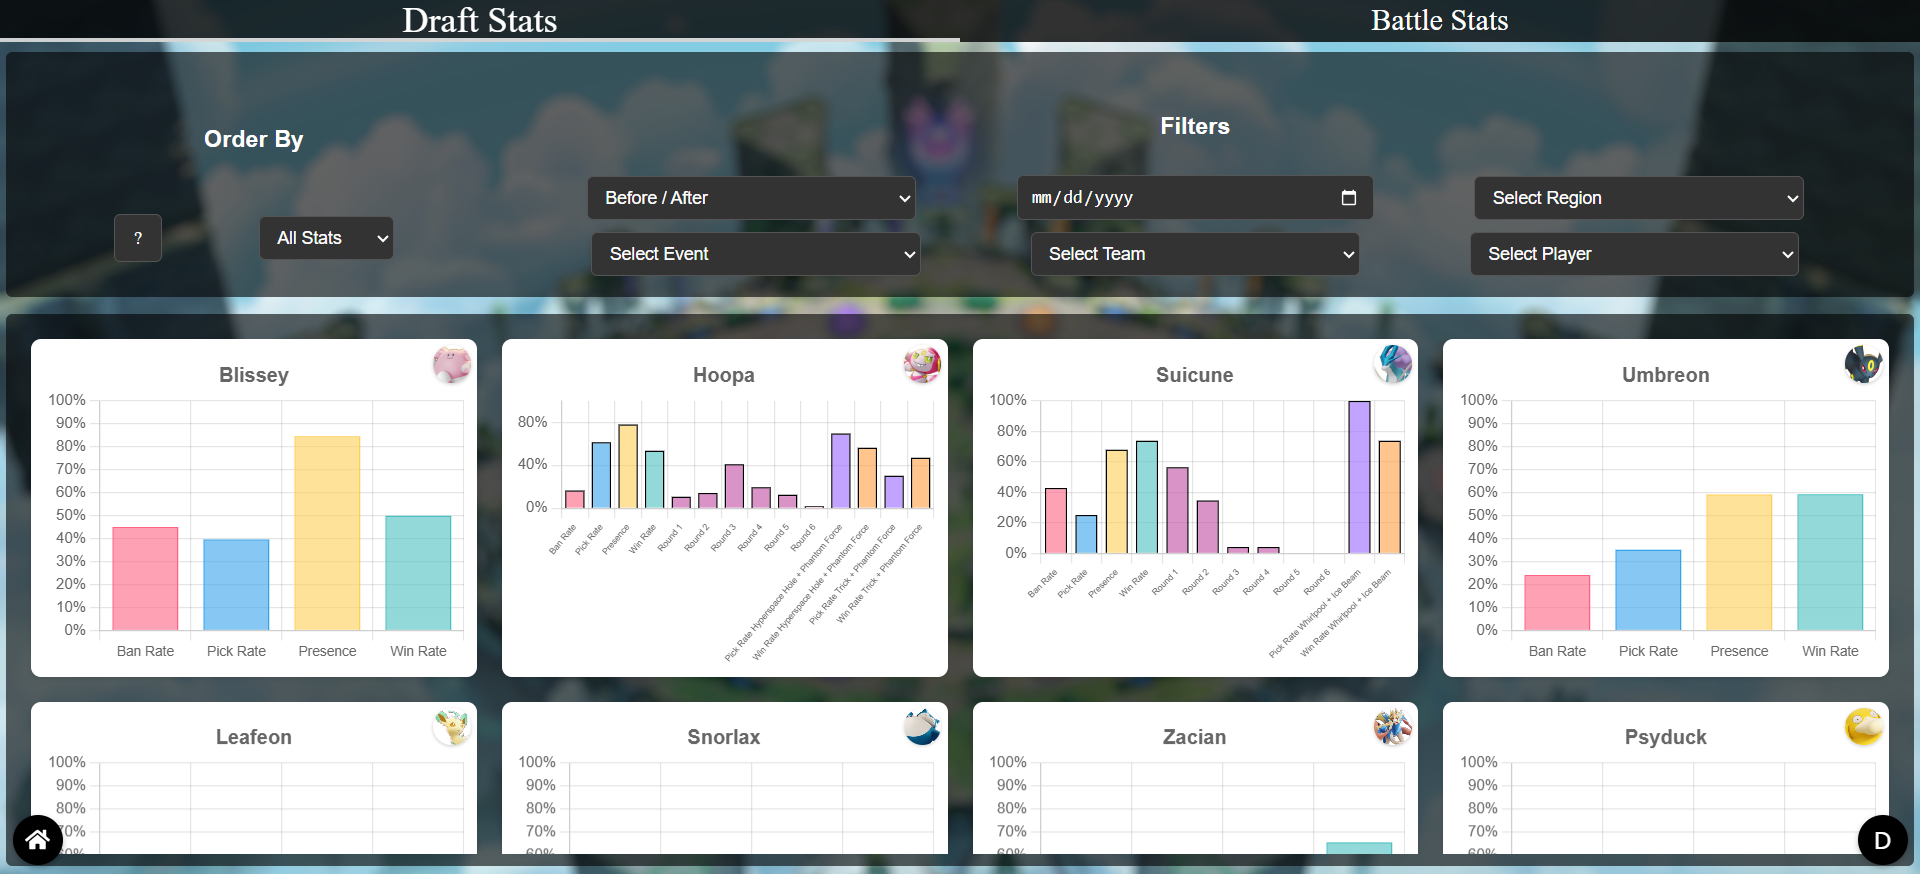 Draft Stats
Battle Stats
Order By
Filters
?
All Stats
Before / After
mm/dd/yyyy
Select Region
Select Event
Select Team
Select Player
Blissey
100%
90%
80%
70%
60%
50%
40%
30%
20%
10%
0%
Ban Rate
Pick Rate
Presence
Win Rate
Hoopa
80%
40%
0%
Ban Rate
Pick Rate
Presence
Win Rate
Round 1
Round 2
Round 3
Round 4
Round 5
Round 6
Pick Rate Hyperspace Hole + Phantom Force
Win Rate Hyperspace Hole + Phantom Force
Pick Rate Trick + Phantom Force
Win Rate Trick + Phantom Force
Suicune
100%
80%
60%
40%
20%
0%
Ban Rate
Pick Rate
Presence
Win Rate
Round 1
Round 2
Round 3
Round 4
Round 5
Round 6
Pick Rate Whirlpool + Ice Beam
Win Rate Whirlpool + Ice Beam
Umbreon
100%
90%
80%
70%
60%
50%
40%
30%
20%
10%
0%
Ban Rate
Pick Rate
Presence
Win Rate
Leafeon
100%
90%
80%
70%
60%
Snorlax
100%
90%
80%
70%
60%
Zacian
100%
90%
80%
70%
60%
Psyduck
100%
90%
80%
70%
60%
D